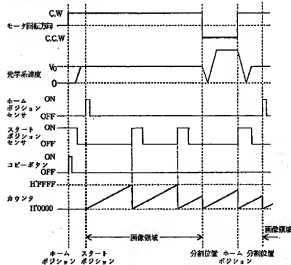 C.W
モータ回転方向
C.C.W
光学系速度
V₀
0
ホーム
ポジション
センサ
ON
OFF
スタート
ポジション
センサ
ON
OFF
コピーボタン
ON
OFF
カウンタ
H'FFFF
H'0000
画像領域
画像領域
ホーム
ポジション
スタート
ポジション
分割位置
ホーム
ポジション
分割位置